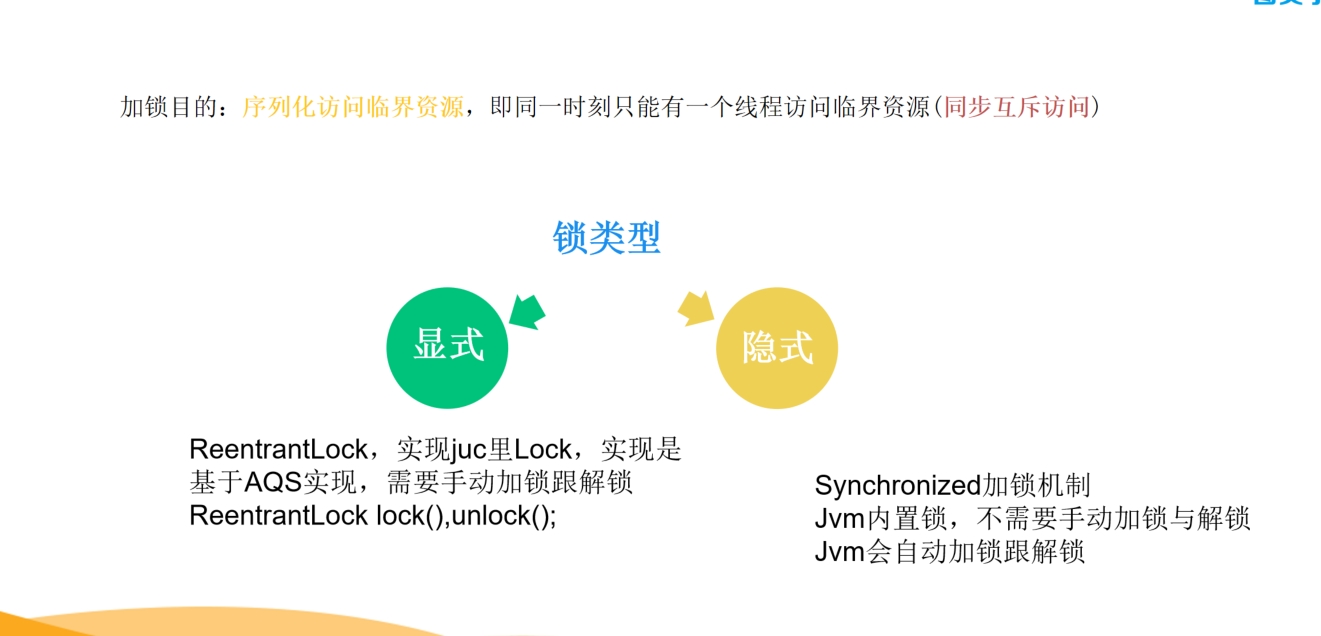 加锁目的：序列化访问临界资源，即同一时刻只能有一个线程访问临界资源(同步互斥访问)
锁类型
显式
隐式
ReentrantLock，实现juc里Lock，实现是
基于AQS实现，需要手动加锁跟解锁
ReentrantLock lock(),unlock();
Synchronized加锁机制
Jvm内置锁，不需要手动加锁与解锁
Jvm会自动加锁跟解锁